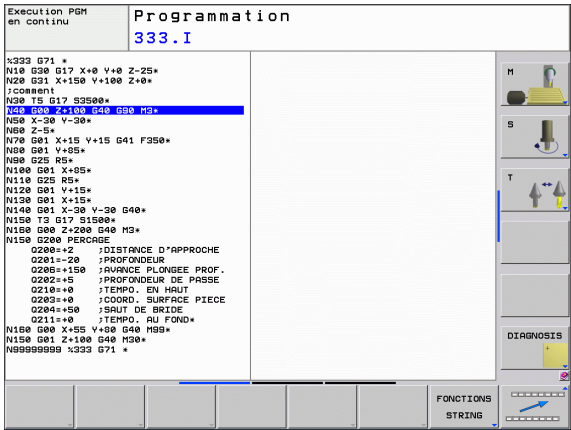 Execution PGM
en continu
Programmation
333.I
%333 G71 *
N10 G30 G17 X+0 Y+0 Z-25*
N20 G31 X+150 Y+100 Z+0*
;comment
N30 T5 G17 S3500*
N40 G00 Z+100 G40 G90 M3*
N50 X-30 Y-30*
N60 Z-5*
N70 G01 X+15 Y+15 G41 F350*
N80 G01 Y+85*
N90 G25 R5*
N100 G01 X+85*
N110 G25 R5*
N120 G01 Y+15*
N130 G01 X+15*
N140 G01 X-30 Y-30 G40*
N150 T3 G17 S1500*
N160 G00 Z+200 G40 M3*
N150 G200 PERCAGE
Q200=+2 ;DISTANCE D'APPROCHE
Q201=-20 ;PROFONDEUR
Q206=+150 ;AVANCE PLONGEE PROF.
Q202=+5 ;PROFONDEUR DE PASSE
Q210=+0 ;TEMPO. EN HAUT
Q203=+0 ;COORD. SURFACE PIECE
Q204=+50 ;SAUT DE BRIDE
Q211=+0 ;TEMPO. AU FOND*
N160 G00 X+55 Y+80 G40 M99*
N150 G01 Z+100 G40 M30*
N99999999 %333 G71 *
M
S
T
DIAGNOSIS
FONCTIONS
STRING